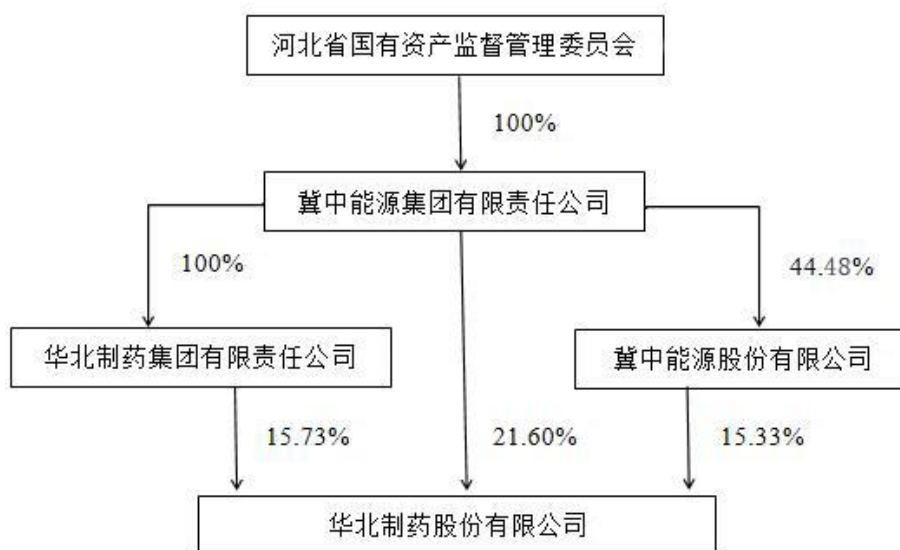 河北省国有资产监督管理委员会
100%
冀中能源集团有限责任公司
100%
44.48%
华北制药集团有限责任公司
冀中能源股份有限公司
15.73%
21.60%
15.33%
华北制药股份有限公司